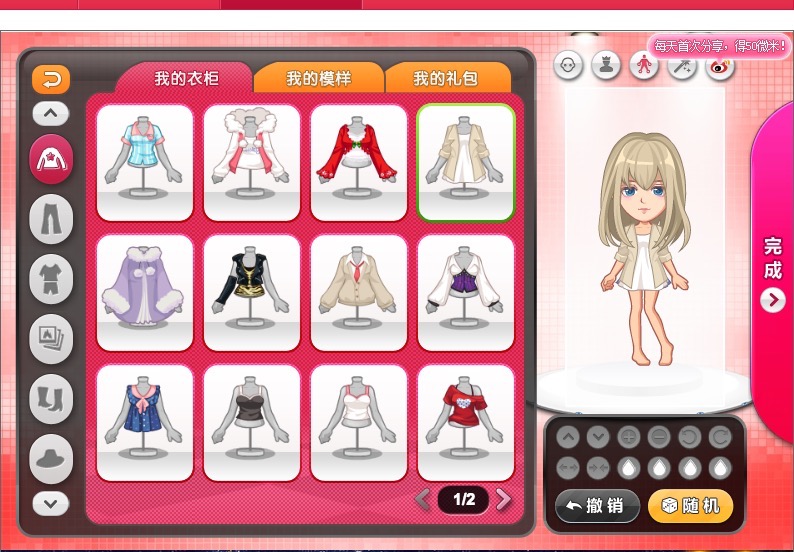 每天首次分享，得50微米！
我的衣柜
我的模样
我的礼包
完成
1/2
撤销
随机